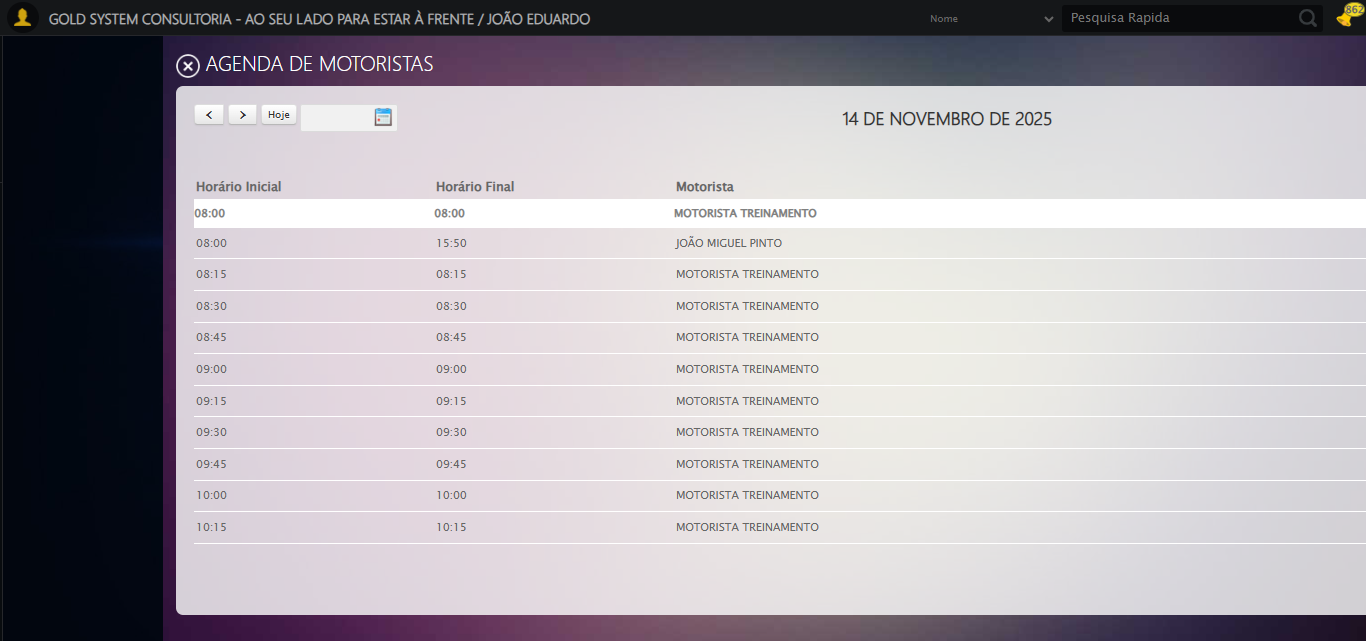 GOLD SYSTEM CONSULTORIA - AO SEU LADO PARA ESTAR À FRENTE / JOÃO EDUARDO Nome Pesquisa Rapida 862
AGENDA DE MOTORISTAS
< > Hoje 14 DE NOVEMBRO DE 2025
Horário Inicial Horário Final Motorista
08:00 08:00 MOTORISTA TREINAMENTO
08:00 15:50 JOÃO MIGUEL PINTO
08:15 08:15 MOTORISTA TREINAMENTO
08:30 08:30 MOTORISTA TREINAMENTO
08:45 08:45 MOTORISTA TREINAMENTO
09:00 09:00 MOTORISTA TREINAMENTO
09:15 09:15 MOTORISTA TREINAMENTO
09:30 09:30 MOTORISTA TREINAMENTO
09:45 09:45 MOTORISTA TREINAMENTO
10:00 10:00 MOTORISTA TREINAMENTO
10:15 10:15 MOTORISTA TREINAMENTO